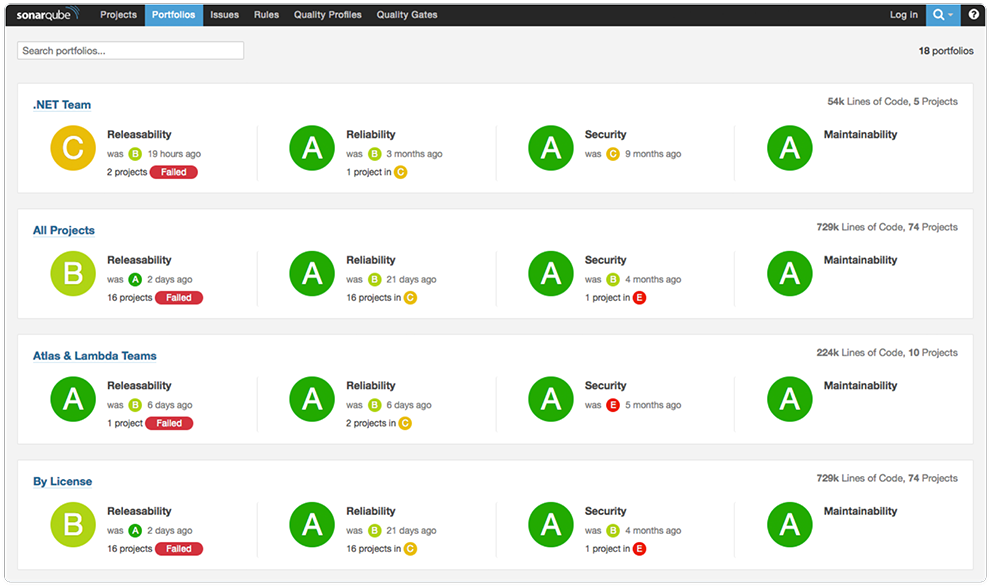 sonarqube Projects Portfolios Issues Rules Quality Profiles Quality Gates Log in ?
Search portfolios... 18 portfolios
.NET Team 54k Lines of Code, 5 Projects
C Releasability A Reliability A Security A Maintainability
was B 19 hours ago was B 3 months ago was C 9 months ago
2 projects Failed 1 project in C
All Projects 729k Lines of Code, 74 Projects
B Releasability A Reliability A Security A Maintainability
was A 2 days ago was B 21 days ago was B 4 months ago
16 projects Failed 16 projects in C 1 project in E
Atlas & Lambda Teams 224k Lines of Code, 10 Projects
A Releasability A Reliability A Security A Maintainability
was B 6 days ago was B 6 days ago was E 5 months ago
1 project Failed 2 projects in C
By License 729k Lines of Code, 74 Projects
B Releasability A Reliability A Security A Maintainability
was A 2 days ago was B 21 days ago was B 4 months ago
16 projects Failed 16 projects in C 1 project in E